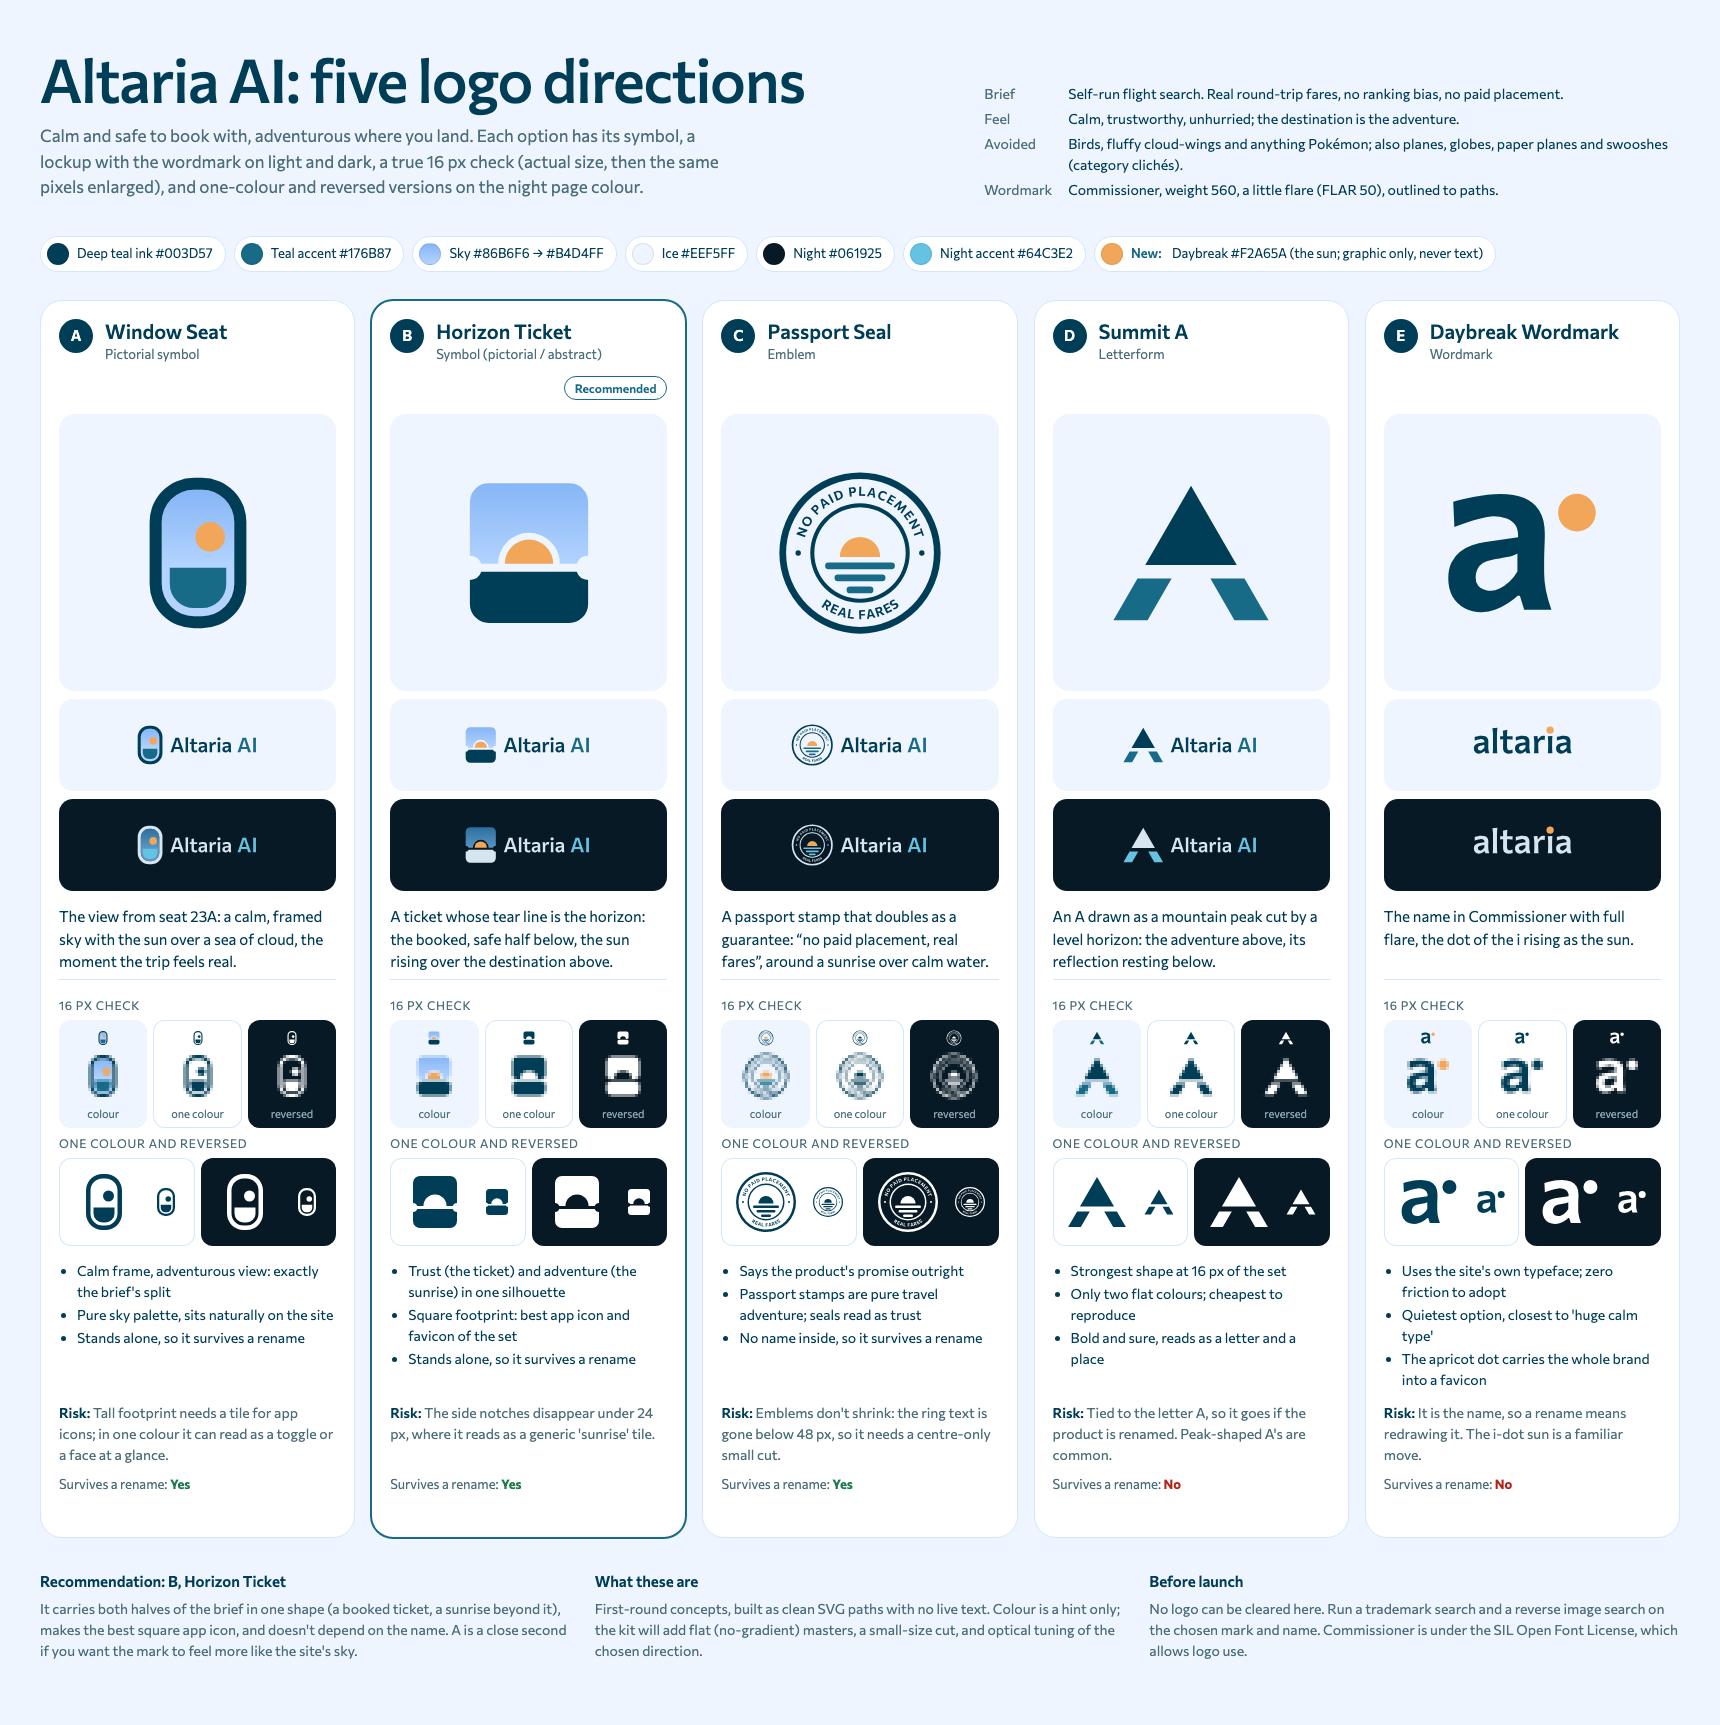 Altaria AI: five logo directions
Calm and safe to book with, adventurous where you land. Each option has its symbol, a
lockup with the wordmark on light and dark, a true 16 px check (actual size, then the same
pixels enlarged), and one-colour and reversed versions on the night page colour.
Brief Self-run flight search. Real round-trip fares, no ranking bias, no paid placement.
Feel Calm, trustworthy, unhurried; the destination is the adventure.
Avoided Birds, fluffy cloud-wings and anything Pokémon; also planes, globes, paper planes and swooshes
(category clichés).
Wordmark Commissioner, weight 560, a little flare (FLAR 50), outlined to paths.
Deep teal ink #003D57
Teal accent #176B87
Sky #86B6F6 → #B4D4FF
Ice #EEF5FF
Night #061925
Night accent #64C3E2
New: Daybreak #F2A65A (the sun; graphic only, never text)
A Window Seat
Pictorial symbol
Altaria AI
Altaria AI
The view from seat 23A: a calm, framed
sky with the sun over a sea of cloud, the
moment the trip feels real.
16 PX CHECK
colour
one colour
reversed
ONE COLOUR AND REVERSED
• Calm frame, adventurous view: exactly
the brief's split
• Pure sky palette, sits naturally on the site
• Stands alone, so it survives a rename
Risk: Tall footprint needs a tile for app
icons; in one colour it can read as a toggle or
a face at a glance.
Survives a rename: Yes
B Horizon Ticket
Symbol (pictorial / abstract)
Recommended
Altaria AI
Altaria AI
A ticket whose tear line is the horizon:
the booked, safe half below, the sun
rising over the destination above.
16 PX CHECK
colour
one colour
reversed
ONE COLOUR AND REVERSED
• Trust (the ticket) and adventure (the
sunrise) in one silhouette
• Square footprint: best app icon and
favicon of the set
• Stands alone, so it survives a rename
Risk: The side notches disappear under 24
px, where it reads as a generic 'sunrise' tile.
Survives a rename: Yes
C Passport Seal
Emblem
NO PAID PLACEMENT
REAL FARES
NO PAID PLACEMENT
REAL FARES
Altaria AI
NO PAID PLACEMENT
REAL FARES
Altaria AI
A passport stamp that doubles as a
guarantee: “no paid placement, real
fares”, around a sunrise over calm water.
16 PX CHECK
colour
one colour
reversed
ONE COLOUR AND REVERSED
NO PAID PLACEMENT
REAL FARES
NO PAID PLACEMENT
REAL FARES
NO PAID PLACEMENT
REAL FARES
NO PAID PLACEMENT
REAL FARES
• Says the product's promise outright
• Passport stamps are pure travel
adventure; seals read as trust
• No name inside, so it survives a rename
Risk: Emblems don't shrink: the ring text is
gone below 48 px, so it needs a centre-only
small cut.
Survives a rename: Yes
D Summit A
Letterform
Altaria AI
Altaria AI
An A drawn as a mountain peak cut by a
level horizon: the adventure above, its
reflection resting below.
16 PX CHECK
colour
one colour
reversed
ONE COLOUR AND REVERSED
• Strongest shape at 16 px of the set
• Only two flat colours; cheapest to
reproduce
• Bold and sure, reads as a letter and a
place
Risk: Tied to the letter A, so it goes if the
product is renamed. Peak-shaped A's are
common.
Survives a rename: No
E Daybreak Wordmark
Wordmark
a
altaria
altaria
The name in Commissioner with full
flare, the dot of the i rising as the sun.
16 PX CHECK
a a a
a a a
colour
one colour
reversed
ONE COLOUR AND REVERSED
a a a a
• Uses the site's own typeface; zero
friction to adopt
• Quietest option, closest to 'huge calm
type'
• The apricot dot carries the whole brand
into a favicon
Risk: It is the name, so a rename means
redrawing it. The i-dot sun is a familiar
move.
Survives a rename: No
Recommendation: B, Horizon Ticket
It carries both halves of the brief in one shape (a booked ticket, a sunrise beyond it),
makes the best square app icon, and doesn't depend on the name. A is a close second
if you want the mark to feel more like the site's sky.
What these are
First-round concepts, built as clean SVG paths with no live text. Colour is a hint only;
the kit will add flat (no-gradient) masters, a small-size cut, and optical tuning of the
chosen direction.
Before launch
No logo can be cleared here. Run a trademark search and a reverse image search on
the chosen mark and name. Commissioner is under the SIL Open Font License, which
allows logo use.